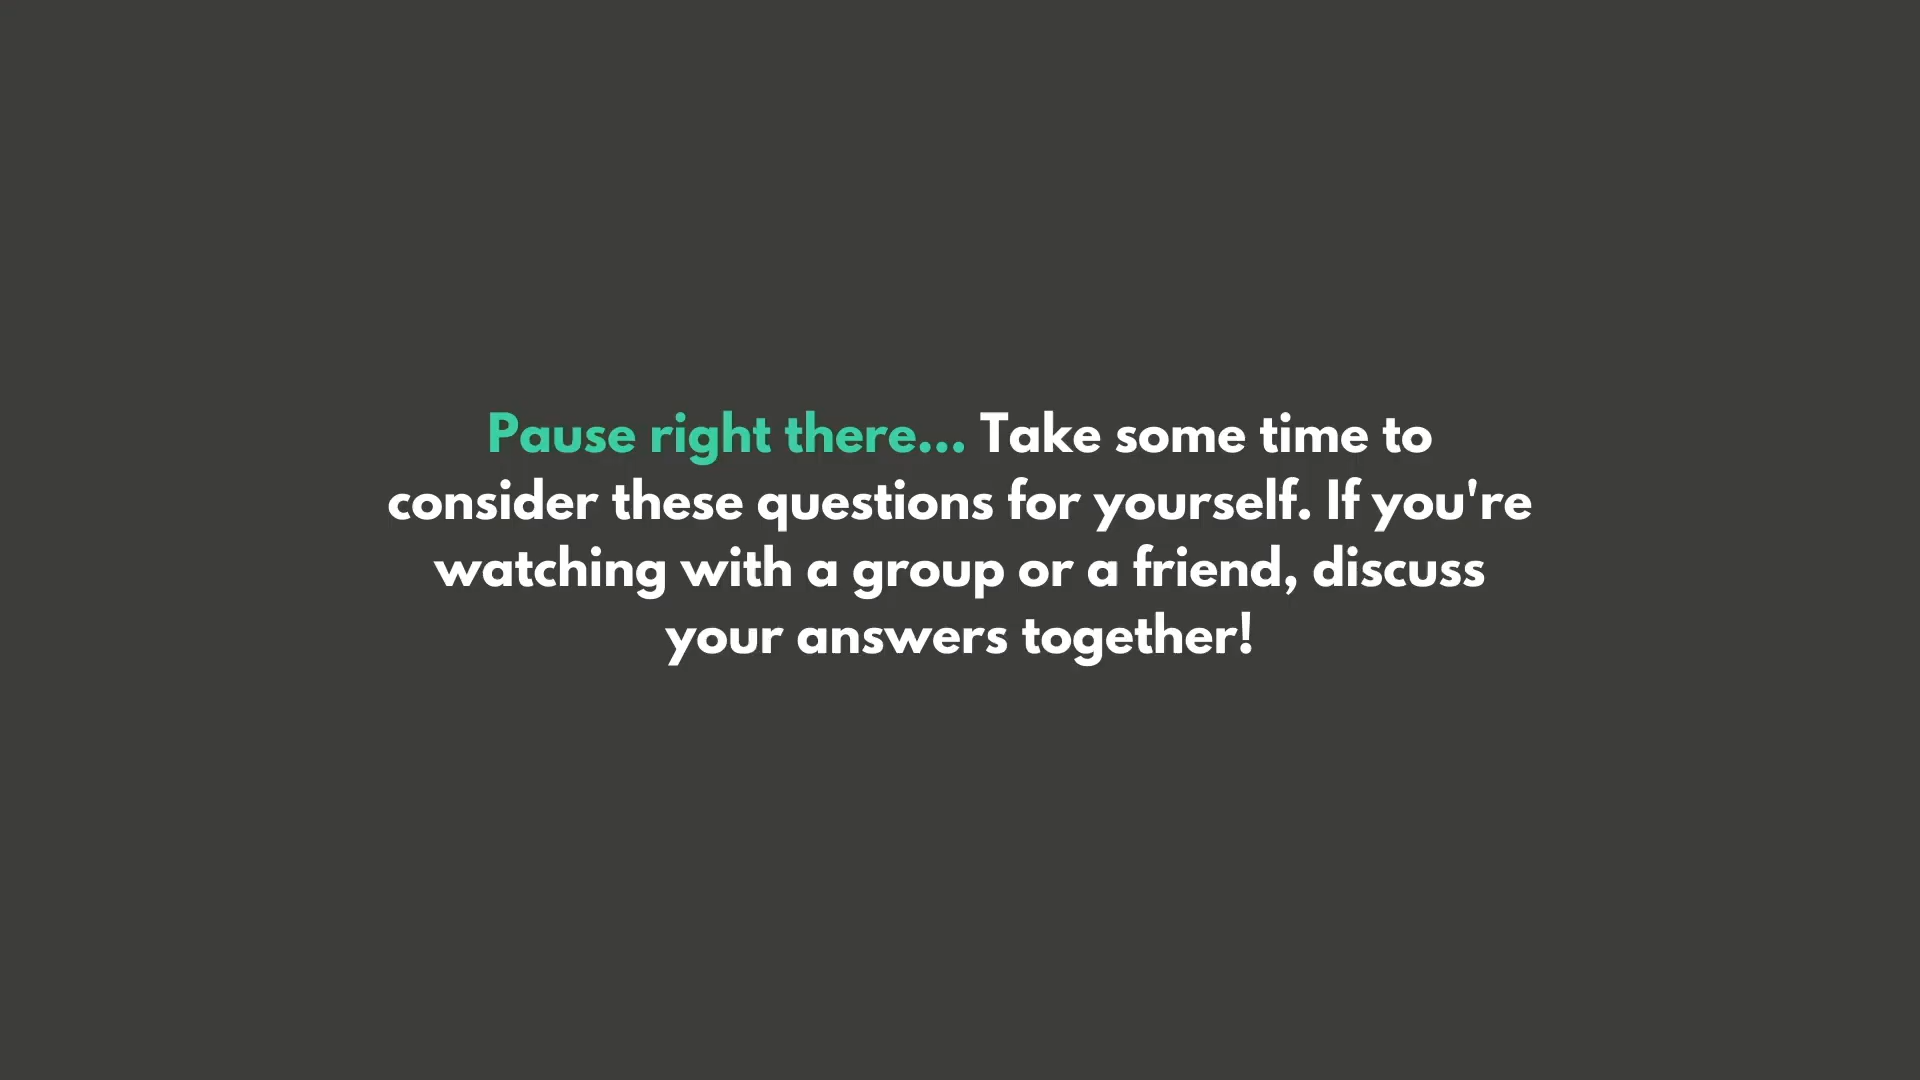 Pause right there... Take some time to
consider these questions for yourself. If you're
watching with a group or a friend, discuss
your answers together!